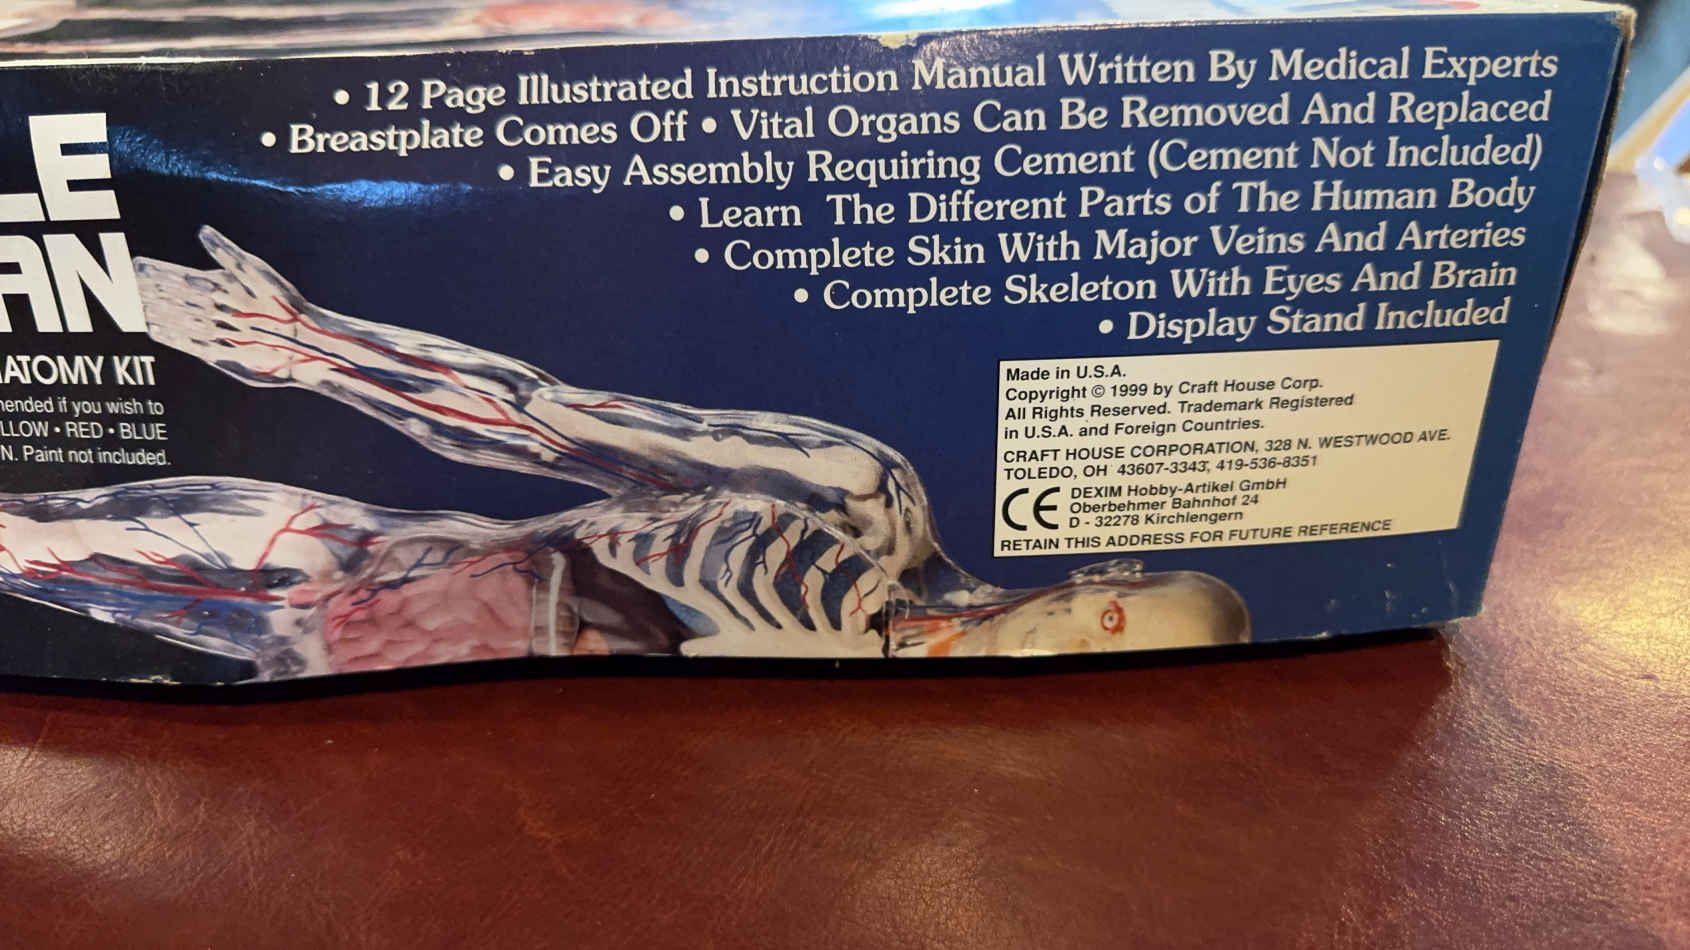 LE
AN
ATOMY KIT
ended if you wish to
LLOW • RED • BLUE
N. Paint not included.
• 12 Page Illustrated Instruction Manual Written By Medical Experts
• Breastplate Comes Off • Vital Organs Can Be Removed And Replaced
• Easy Assembly Requiring Cement (Cement Not Included)
• Learn The Different Parts of The Human Body
• Complete Skin With Major Veins And Arteries
• Complete Skeleton With Eyes And Brain
• Display Stand Included
Made in U.S.A.
Copyright © 1999 by Craft House Corp.
All Rights Reserved. Trademark Registered
in U.S.A. and Foreign Countries.
CRAFT HOUSE CORPORATION, 328 N. WESTWOOD AVE.
TOLEDO, OH 43607-3343, 419-536-8351
CE DEXIM Hobby-Artikel GmbH
Oberbehmer Bahnhof 24
D - 32278 Kirchlengern
RETAIN THIS ADDRESS FOR FUTURE REFERENCE